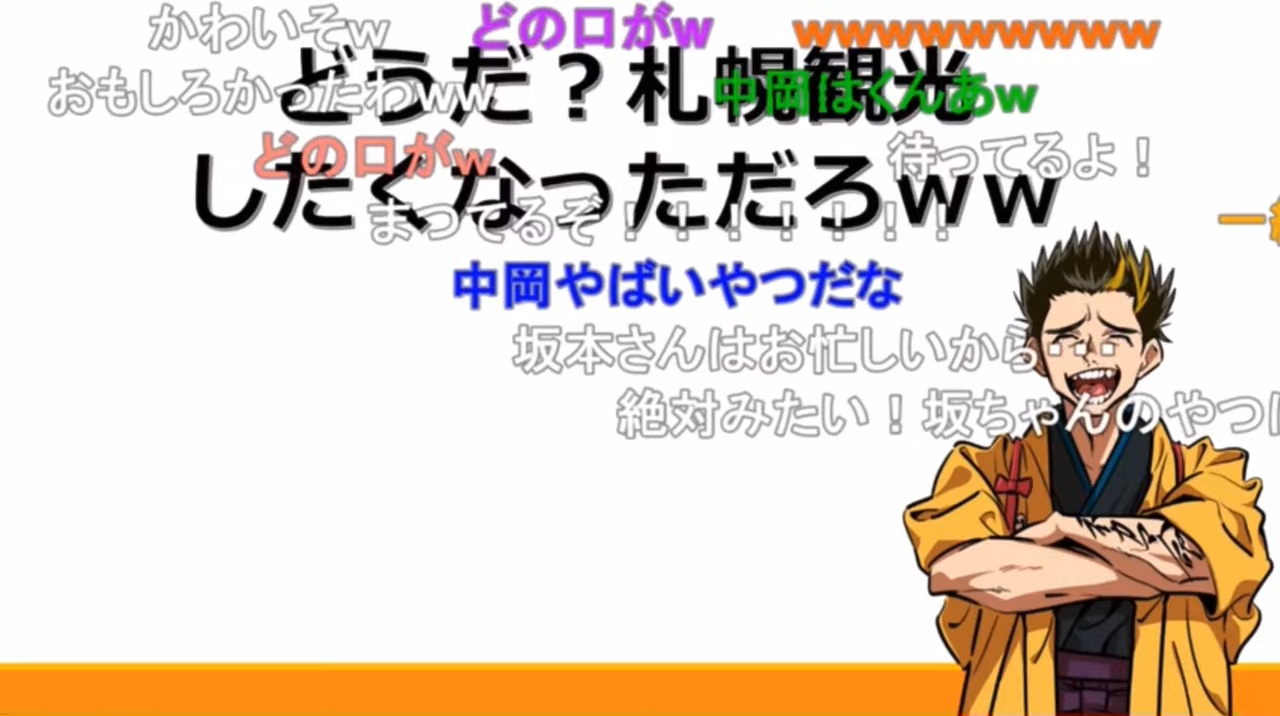 かわいそw
どの口がw
wwwwwwwwww
どうだ？札幌観光
おもしろかったわww
中岡はくんあw
どの口がw
待ってるよ！
したくなっただろｗｗ
まつてるぞ！！！！！！！
中岡やばいやつだな
坂本さんはお忙しいから
絶対みたい！坂ちゃんのやつ